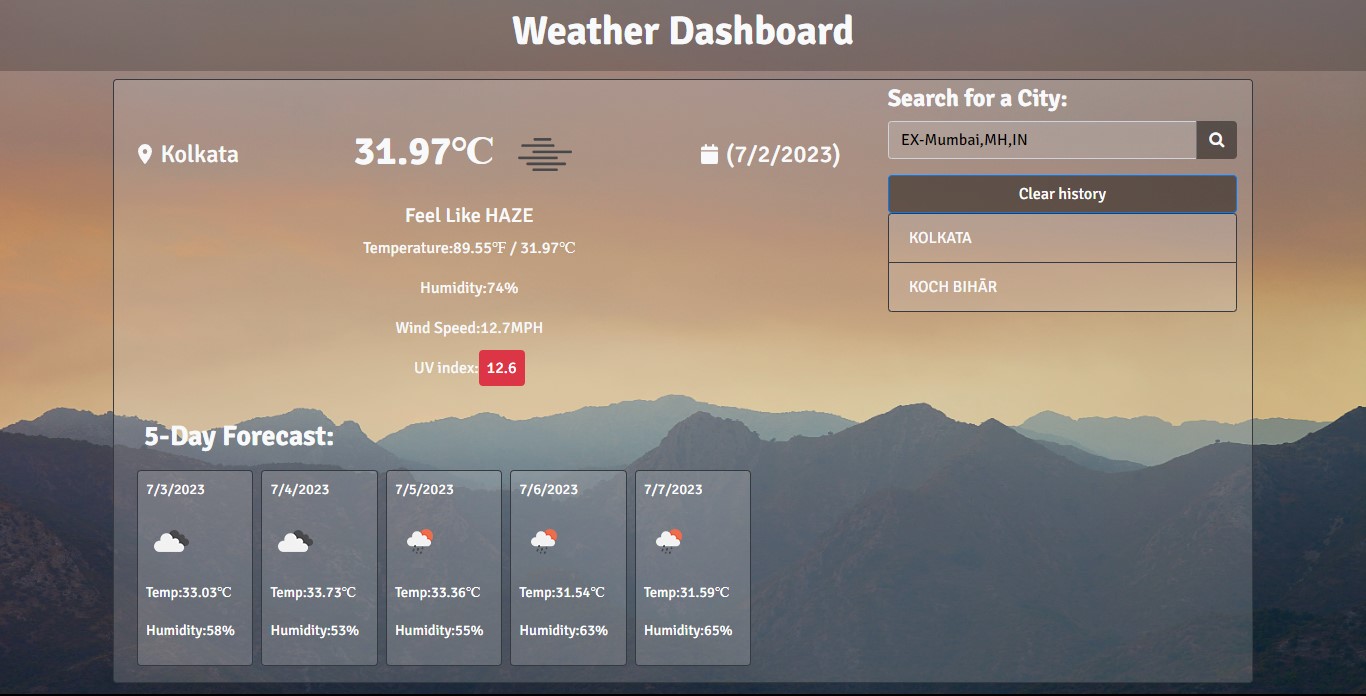 Weather Dashboard
Kolkata
31.97℃
(7/2/2023)
Feel Like HAZE
Temperature:89.55℉ / 31.97℃
Humidity:74%
Wind Speed:12.7MPH
UV index: 12.6
Search for a City:
EX-Mumbai,MH,IN
Clear history
KOLKATA
KOCH BIHĀR
5-Day Forecast:
7/3/2023
Temp:33.03℃
Humidity:58%
7/4/2023
Temp:33.73℃
Humidity:53%
7/5/2023
Temp:33.36℃
Humidity:55%
7/6/2023
Temp:31.54℃
Humidity:63%
7/7/2023
Temp:31.59℃
Humidity:65%